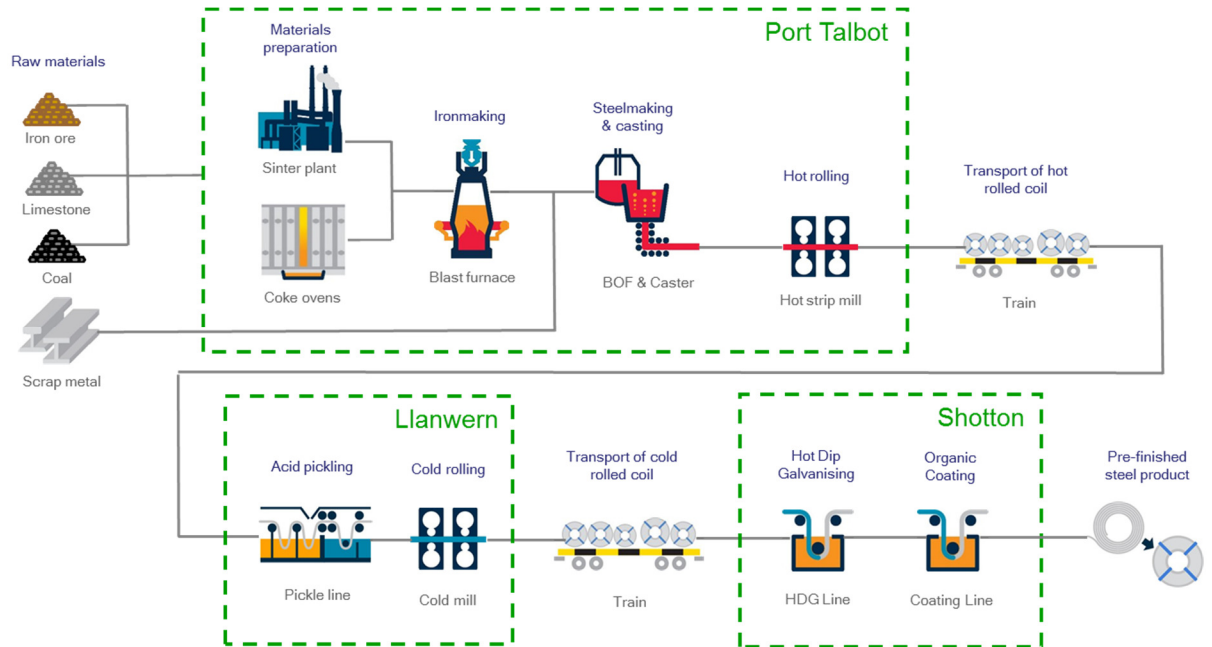 Port Talbot
Materials
preparation
Raw materials
Iron ore
Limestone
Coal
Scrap metal
Sinter plant
Coke ovens
Ironmaking
Blast furnace
Steelmaking
& casting
BOF & Caster
Hot rolling
Hot strip mill
Transport of hot
rolled coil
Train
Llanwern
Acid pickling
Pickle line
Cold rolling
Cold mill
Transport of cold
rolled coil
Train
Shotton
Hot Dip
Galvanising
HDG Line
Organic
Coating
Coating Line
Pre-finished
steel product